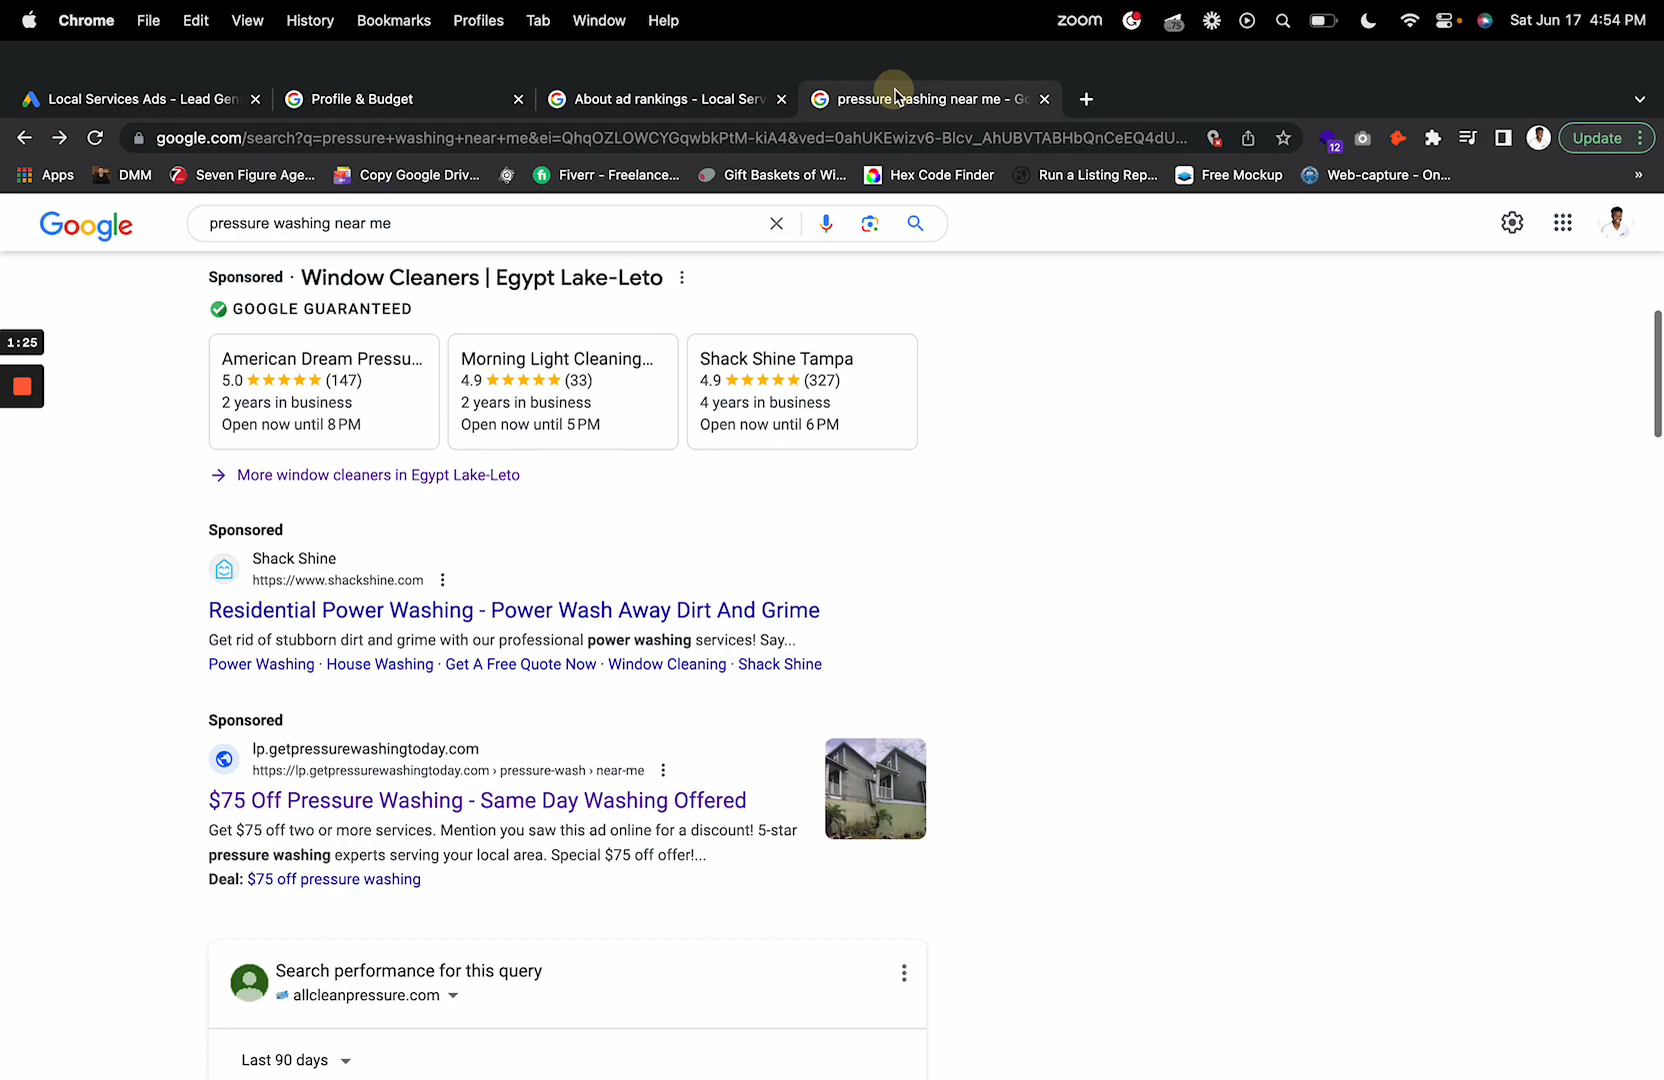 Chrome File Edit View History Bookmarks Profiles Tab Window Help zoom .75 Sat Jun 17 4:54 PM
Local Services Ads - Lead Gen Profile & Budget About ad rankings - Local Serv pressure washing near me - Go
google.com/search?q=pressure+washing+near+me&ei=QhqOZLOWCYGqwbkPtM-kiA4&ved=0ahUKEwizv6-Blcv_AhUBVTABHbQnCeEQ4dU... 12 Update
Apps DMM Seven Figure Age... Copy Google Driv... Fiverr - Freelance... Gift Baskets of Wi... Hex Code Finder Run a Listing Rep... Free Mockup Web-capture - On... »
Google pressure washing near me
Sponsored · Window Cleaners | Egypt Lake-Leto
GOOGLE GUARANTEED
1:25
American Dream Pressu... Morning Light Cleaning... Shack Shine Tampa
5.0 ★★★★★ (147) 4.9 ★★★★★ (33) 4.9 ★★★★★ (327)
2 years in business 2 years in business 4 years in business
Open now until 8 PM Open now until 5 PM Open now until 6 PM
More window cleaners in Egypt Lake-Leto
Sponsored
Shack Shine
https://www.shackshine.com
Residential Power Washing - Power Wash Away Dirt And Grime
Get rid of stubborn dirt and grime with our professional power washing services! Say...
Power Washing · House Washing · Get A Free Quote Now · Window Cleaning · Shack Shine
Sponsored
lp.getpressurewashingtoday.com
https://lp.getpressurewashingtoday.com › pressure-wash › near-me
$75 Off Pressure Washing - Same Day Washing Offered
Get $75 off two or more services. Mention you saw this ad online for a discount! 5-star
pressure washing experts serving your local area. Special $75 off offer!...
Deal: $75 off pressure washing
Search performance for this query
allcleanpressure.com
Last 90 days